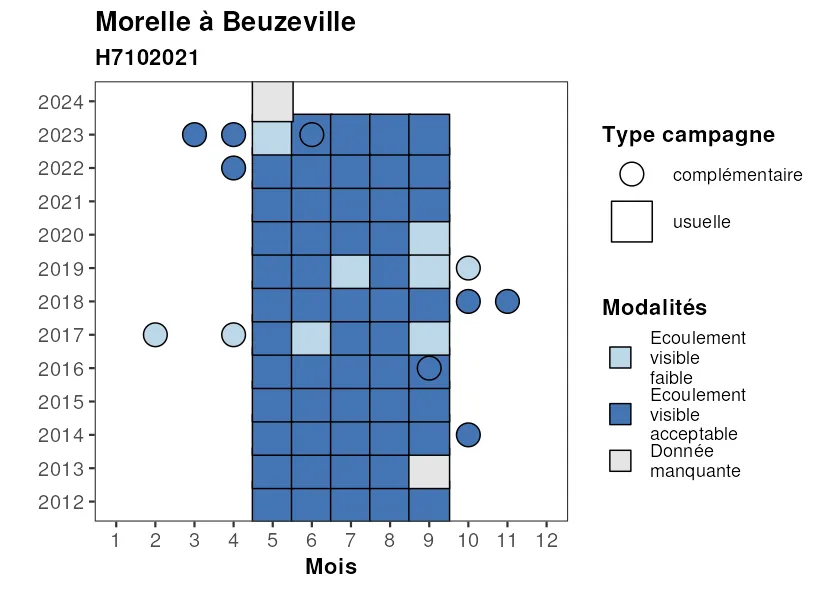 Morelle à Beuzeville
H7102021
2024
2023
2022
2021
2020
2019
2018
2017
2016
2015
2014
2013
2012
1 2 3 4 5 6 7 8 9 10 11 12
Mois
Type campagne
complémentaire
usuelle
Modalités
Ecoulement
visible
faible
Ecoulement
visible
acceptable
Donnée
manquante